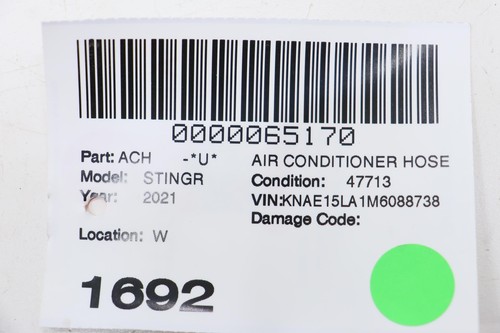 0000065170
Part: ACH -*U* AIR CONDITIONER HOSE
Model: STINGR Condition: 47713
Year: 2021 VIN:KNAE15LA1M6088738
Damage Code:
Location: W
1692